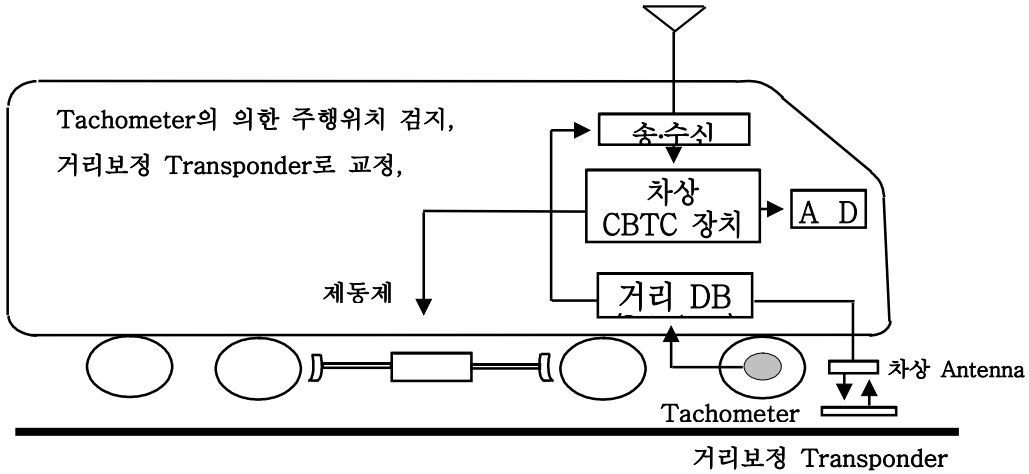 Tachometer의 의한 주행위치 검지,
거리보정 Transponder로 교정,
송·수신
차상
CBTC 장치
A D
거리 DB
제동제
차상 Antenna
Tachometer
거리보정 Transponder